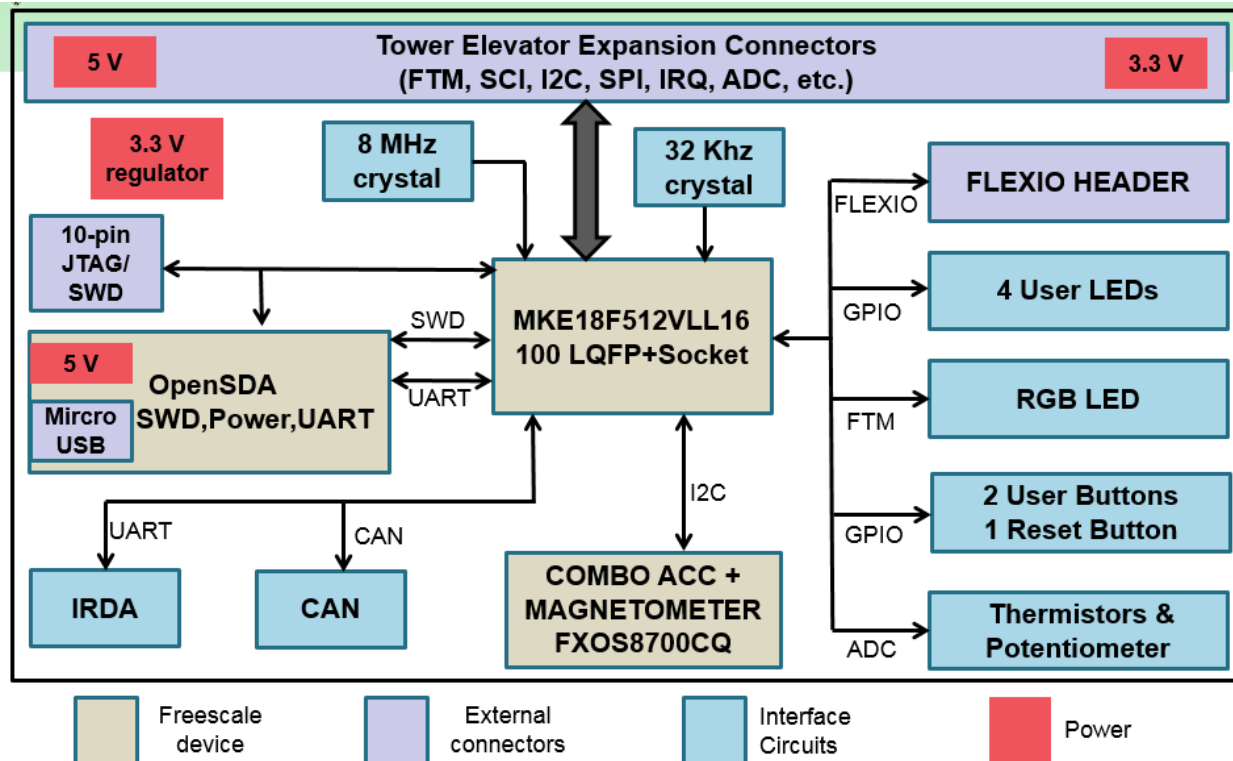 Tower Elevator Expansion Connectors
(FTM, SCI, I2C, SPI, IRQ, ADC, etc.)
5 V
3.3 V
3.3 V
regulator
8 MHz
crystal
32 Khz
crystal
FLEXIO HEADER
FLEXIO
10-pin
JTAG/
SWD
4 User LEDs
GPIO
MKE18F512VLL16
100 LQFP+Socket
SWD
UART
5 V
OpenSDA
SWD,Power,UART
Mircro
USB
RGB LED
FTM
I2C
2 User Buttons
1 Reset Button
GPIO
UART
CAN
IRDA
CAN
COMBO ACC +
MAGNETOMETER
FXOS8700CQ
Thermistors &
Potentiometer
ADC
Freescale
device
External
connectors
Interface
Circuits
Power